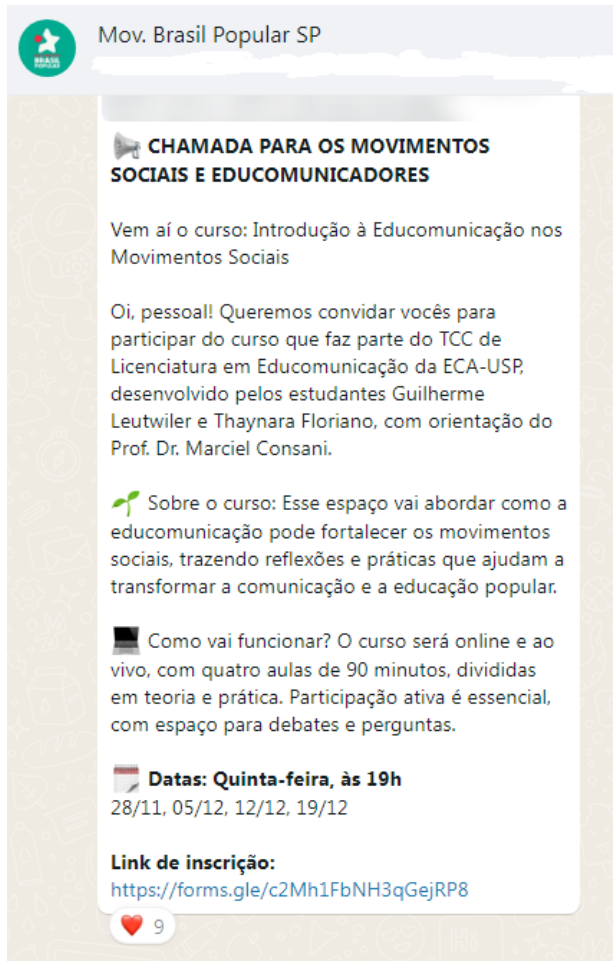 Mov. Brasil Popular SP
BRASIL
POPULAR
📢 CHAMADA PARA OS MOVIMENTOS
SOCIAIS E EDUCOMUNICADORES
Vem aí o curso: Introdução à Educomunicação nos
Movimentos Sociais
Oi, pessoal! Queremos convidar vocês para
participar do curso que faz parte do TCC de
Licenciatura em Educomunicação da ECA-USP,
desenvolvido pelos estudantes Guilherme
Leutwiler e Thaynara Floriano, com orientação do
Prof. Dr. Marciel Consani.
🌱 Sobre o curso: Esse espaço vai abordar como a
educomunicação pode fortalecer os movimentos
sociais, trazendo reflexões e práticas que ajudam a
transformar a comunicação e a educação popular.
💻 Como vai funcionar? O curso será online e ao
vivo, com quatro aulas de 90 minutos, divididas
em teoria e prática. Participação ativa é essencial,
com espaço para debates e perguntas.
📅 Datas: Quinta-feira, às 19h
28/11, 05/12, 12/12, 19/12
Link de inscrição:
https://forms.gle/c2Mh1FbNH3qGejRP8
❤️ 9